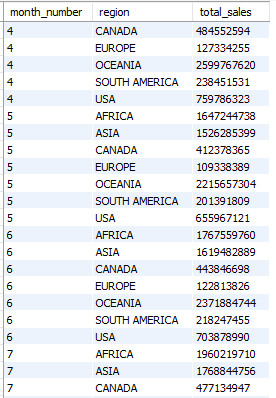 month_number region total_sales
4 CANADA 484552594
4 EUROPE 127334255
4 OCEANIA 2599767620
4 SOUTH AMERICA 238451531
4 USA 759786323
5 AFRICA 1647244738
5 ASIA 1526285399
5 CANADA 412378365
5 EUROPE 109338389
5 OCEANIA 2215657304
5 SOUTH AMERICA 201391809
5 USA 655967121
6 AFRICA 1767559760
6 ASIA 1619482889
6 CANADA 443846698
6 EUROPE 122813826
6 OCEANIA 2371884744
6 SOUTH AMERICA 218247455
6 USA 703878990
7 AFRICA 1960219710
7 ASIA 1768844756
7 CANADA 477134947